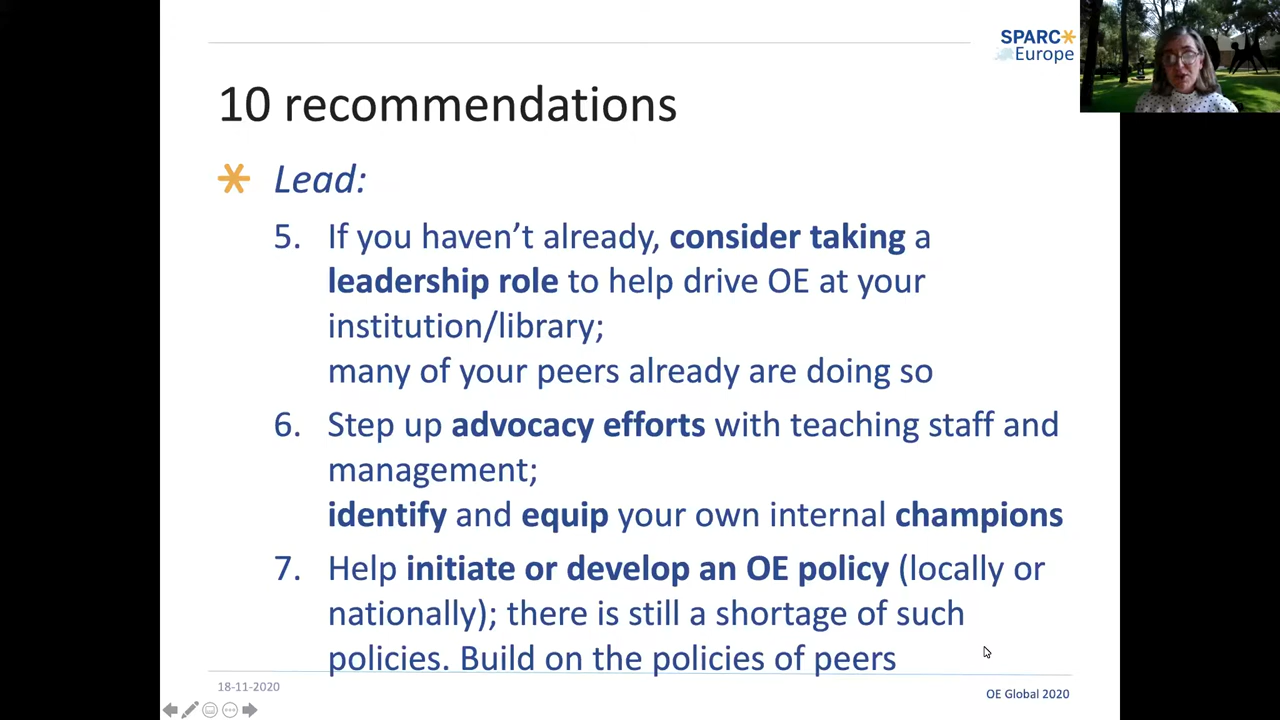 SPARC
Europe
10 recommendations
Lead:
5. If you haven’t already, consider taking a
leadership role to help drive OE at your
institution/library;
many of your peers already are doing so
6. Step up advocacy efforts with teaching staff and
management;
identify and equip your own internal champions
7. Help initiate or develop an OE policy (locally or
nationally); there is still a shortage of such
policies. Build on the policies of peers
18-11-2020
OE Global 2020